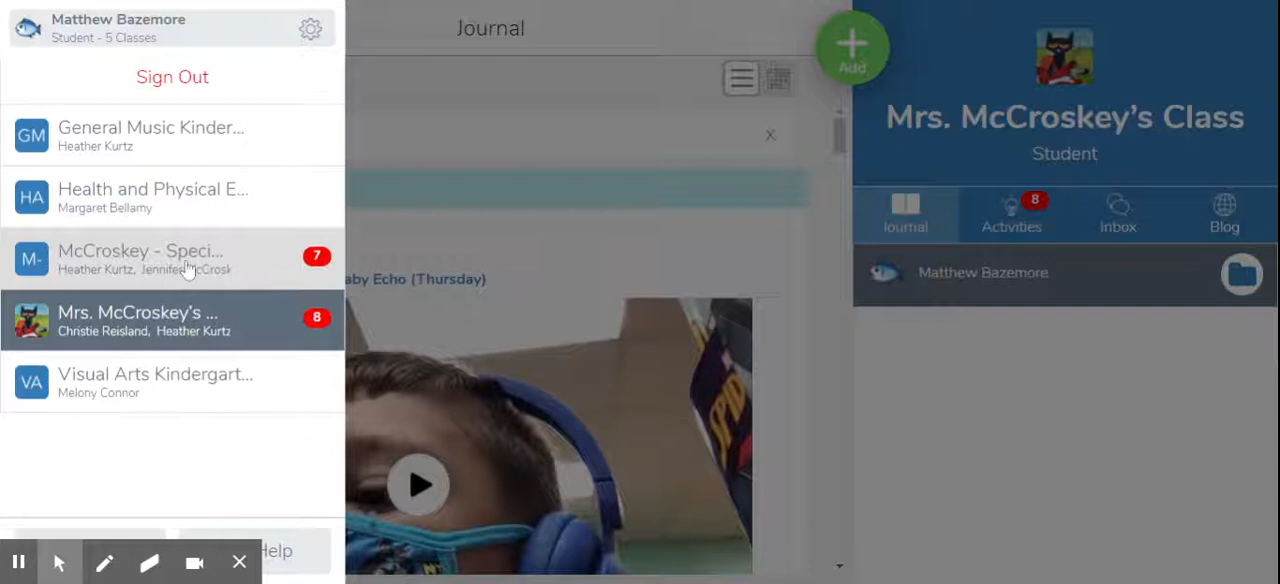 Matthew Bazemore
Student - 5 Classes
Sign Out
GM
General Music Kinder...
Heather Kurtz
HA
Health and Physical E...
Margaret Bellamy
M-
McCroskey - Speci...
Heather Kurtz,
7
Mrs. McCroskey's ...
Christie Reisland, Heather Kurtz
8
VA
Visual Arts Kindergart...
Melony Connor
Help
Journal
X
aby Echo (Thursday)
Add
Mrs. McCroskey's Class
Student
Journal
Activities
8
Inbox
Blog
Matthew Bazemore